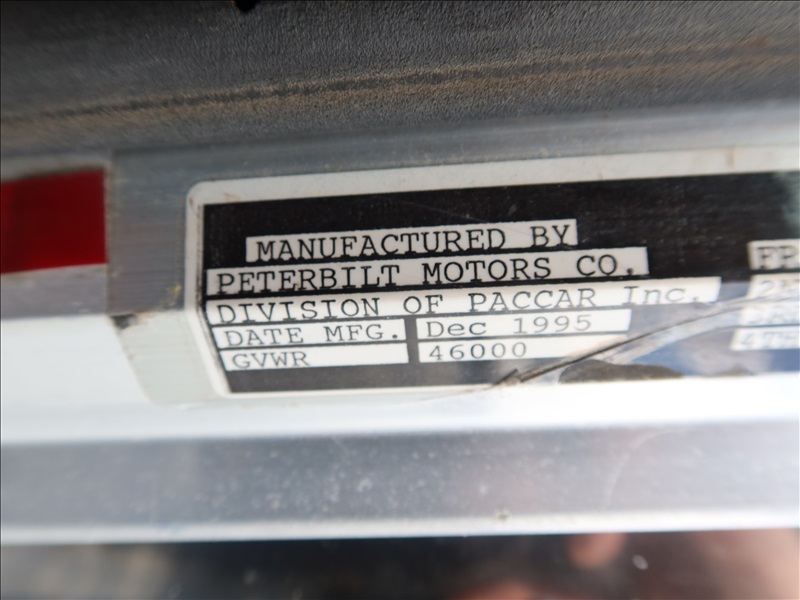 MANUFACTURED BY
PETERBILT MOTORS CO.
DIVISION OF PACCAR Inc.
DATE MFG. Dec 1995
GVWR 46000